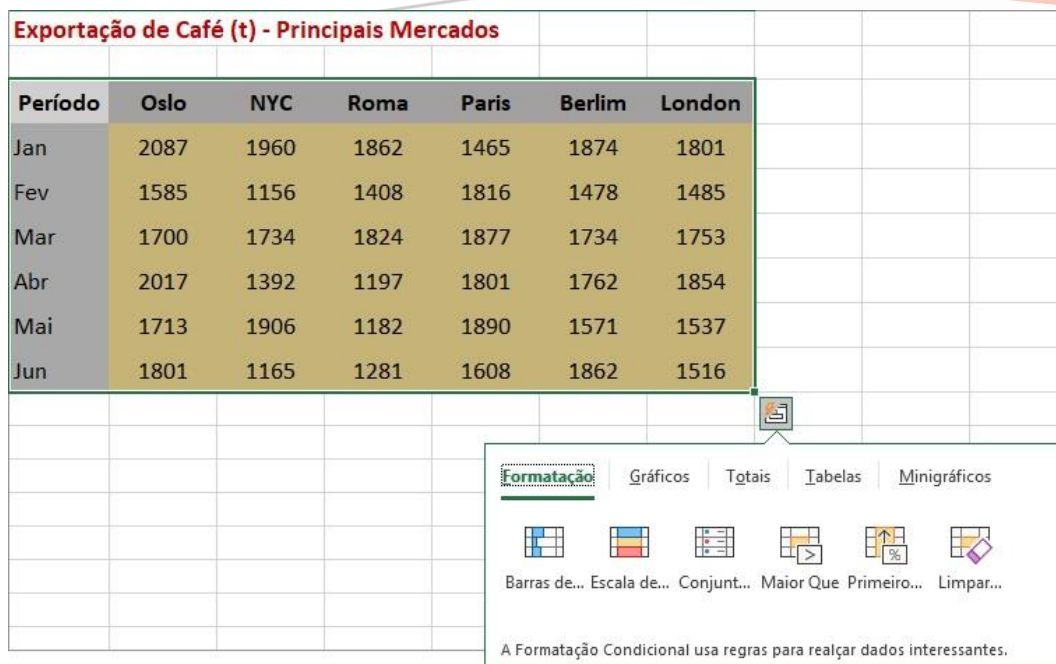 Exportação de Café (t) - Principais Mercados
Período Oslo NYC Roma Paris Berlim London
Jan 2087 1960 1862 1465 1874 1801
Fev 1585 1156 1408 1816 1478 1485
Mar 1700 1734 1824 1877 1734 1753
Abr 2017 1392 1197 1801 1762 1854
Mai 1713 1906 1182 1890 1571 1537
Jun 1801 1165 1281 1608 1862 1516
Formatação Gráficos Totais Tabelas Minigráficos
Barras de... Escala de... Conjunt... Maior Que Primeiro... Limpar...
A Formatação Condicional usa regras para realçar dados interessantes.